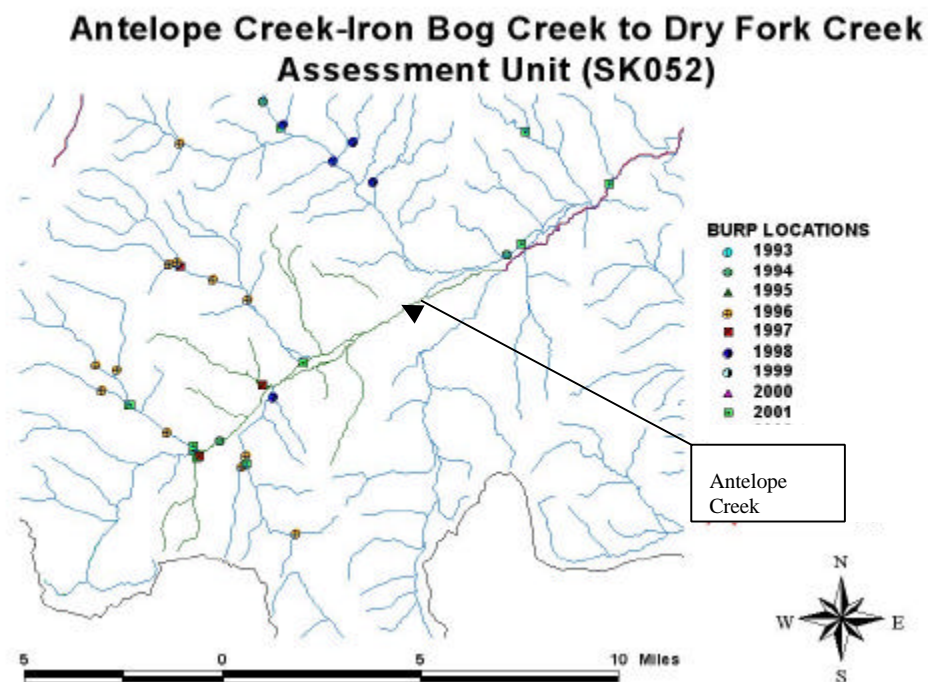 Antelope Creek-Iron Bog Creek to Dry Fork Creek
Assessment Unit (SK052)
BURP LOCATIONS
1993
1994
1995
1996
1997
1998
1999
2000
2001
Antelope
Creek
N
W E
S
5 0 5 10 Miles